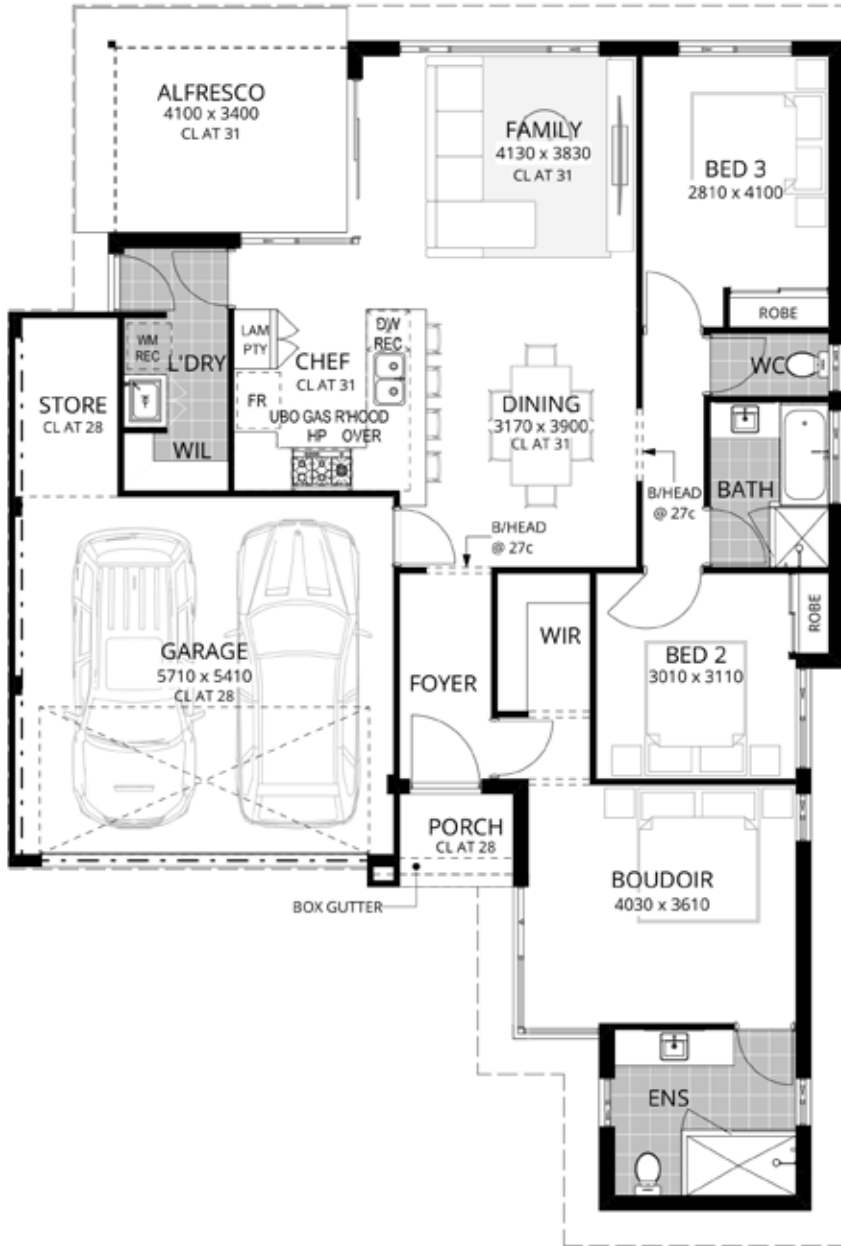 ALFRESCO
4100 x 3400
CL AT 31
FAMILY
4130 x 3830
CL AT 31
BED 3
2810 x 4100
ROBE
LAM
PTY
DW
REC
CHEF
CL AT 31
WM
REC
L'DRY
WC
FR
STORE
CL AT 28
DINING
3170 x 3900
CL AT 31
UBO GAS R'HOOD
HP OVER
WIL
BATH
B/HEAD
@ 27c
B/HEAD
@ 27c
WIR
ROBE
GARAGE
5710 x 5410
CL AT 28
BED 2
3010 x 3110
FOYER
PORCH
CL AT 28
BOUDOIR
4030 x 3610
BOX GUTTER
ENS